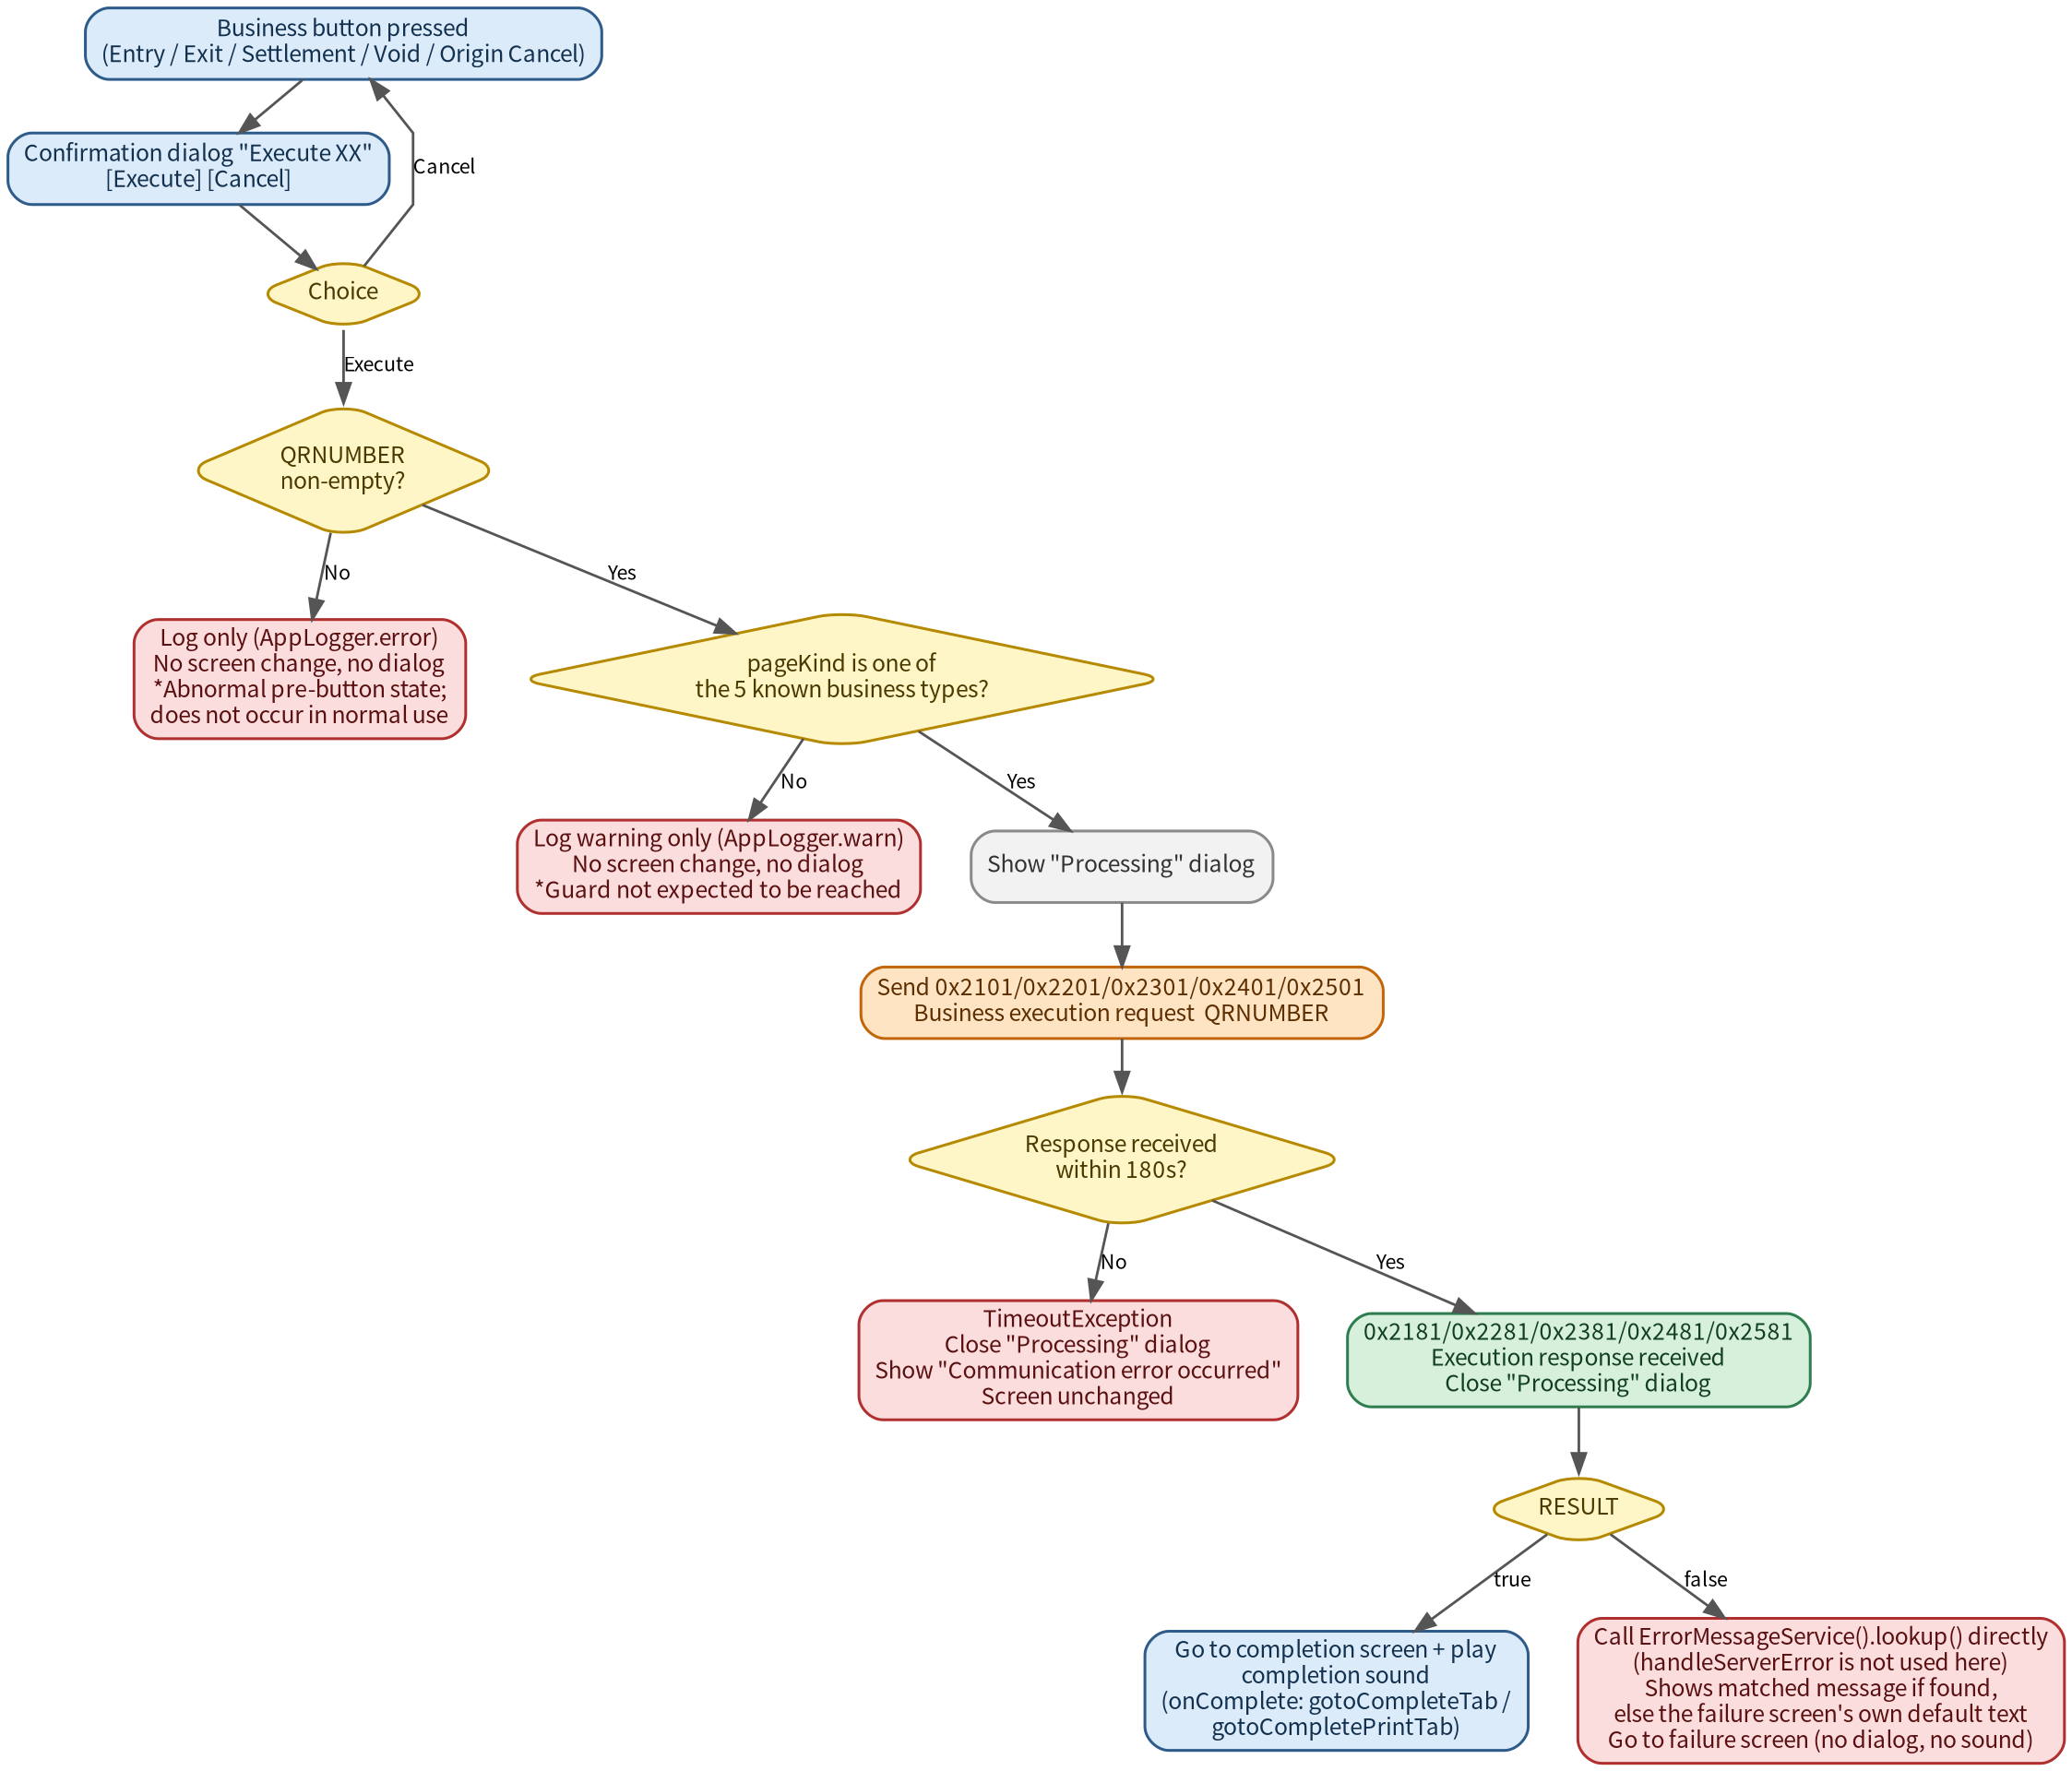 Business button pressed
(Entry / Exit / Settlement / Void / Origin Cancel)
Confirmation dialog "Execute XX"
[Execute] [Cancel]
Cancel
Choice
Execute
QRNUMBER
non-empty?
No
Yes
Log only (AppLogger.error)
No screen change, no dialog
*Abnormal pre-button state;
does not occur in normal use
pageKind is one of
the 5 known business types?
No
Yes
Log warning only (AppLogger.warn)
No screen change, no dialog
*Guard not expected to be reached
Show "Processing" dialog
Send 0x2101/0x2201/0x2301/0x2401/0x2501
Business execution request  QRNUMBER
Response received
within 180s?
No
Yes
TimeoutException
Close "Processing" dialog
Show "Communication error occurred"
Screen unchanged
0x2181/0x2281/0x2381/0x2481/0x2581
Execution response received
Close "Processing" dialog
RESULT
true
false
Go to completion screen + play
completion sound
(onComplete: gotoCompleteTab /
gotoCompletePrintTab)
Call ErrorMessageService().lookup() directly
(handleServerError is not used here)
Shows matched message if found,
else the failure screen's own default text
Go to failure screen (no dialog, no sound)